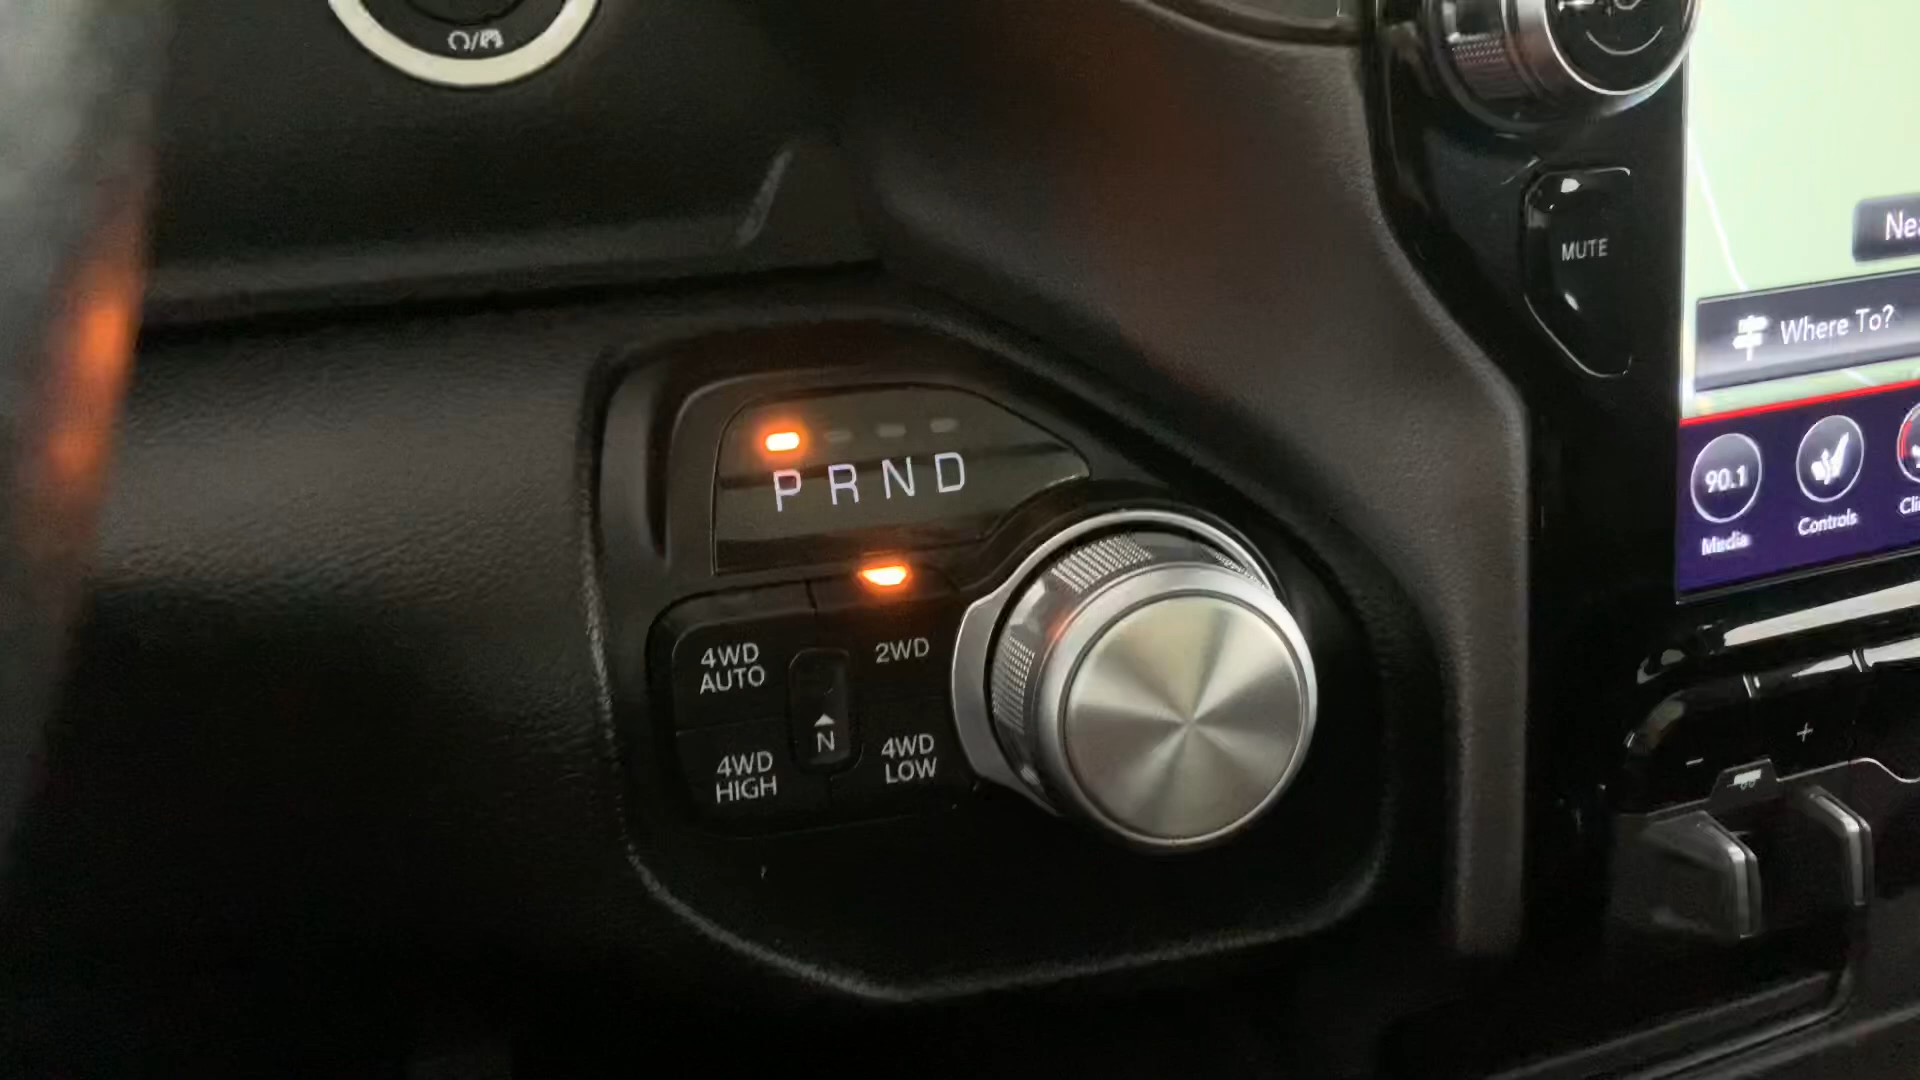 MUTE
Where To?
90.1
Media
Controls
P R N D
4WD
AUTO
2WD
N
4WD
HIGH
4WD
LOW
- +